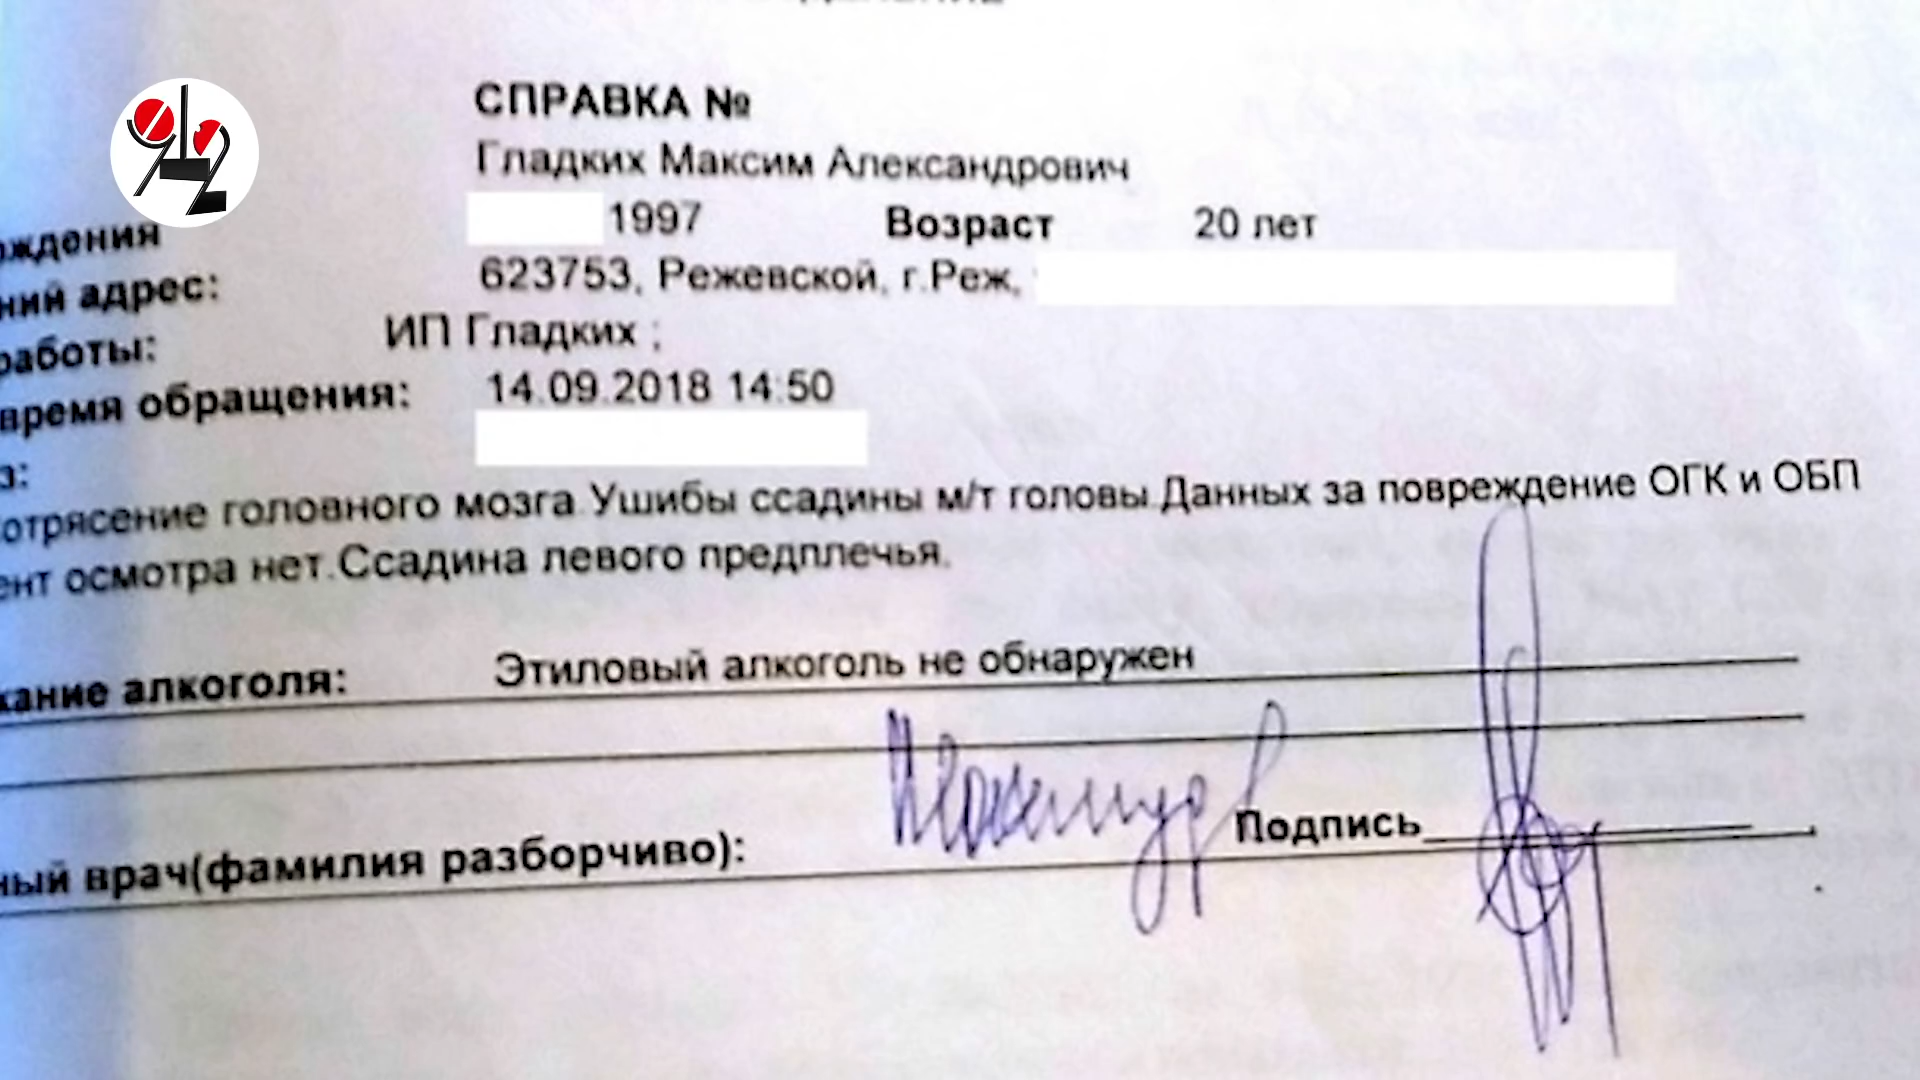 СПРАВКА №
Гладких Максим Александрович
ождения 1997 Возраст 20 лет
ний адрес: 623753, Режевской, г.Реж,
работы: ИП Гладких ;
время обращения: 14.09.2018 14:50
з:
отрясение головного мозга.Ушибы ссадины м/т головы.Данных за повреждение ОГК и ОБП
ент осмотра нет.Ссадина левого предплечья.
жание алкоголя: Этиловый алкоголь не обнаружен
ный врач(фамилия разборчиво): Подпись